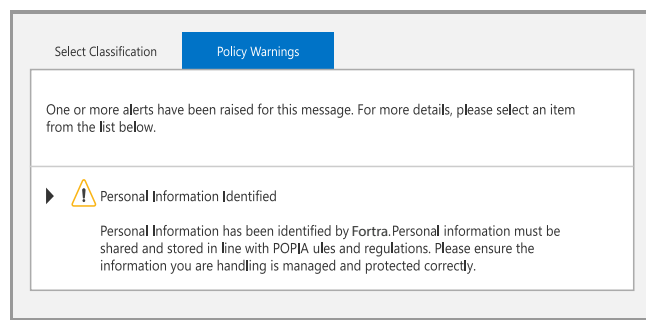 Select Classification
Policy Warnings
One or more alerts have been raised for this message. For more details, please select an item
from the list below.
Personal Information Identified
Personal Information has been identified by Fortra.Personal information must be
shared and stored in line with POPIA ules and regulations. Please ensure the
information you are handling is managed and protected correctly.